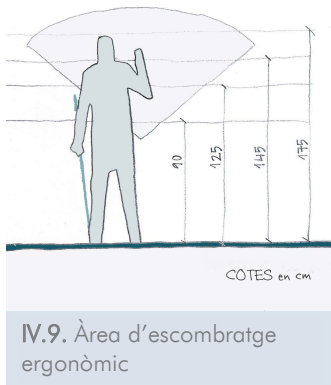 90
125
145
175
COTES en cm
IV.9. Àrea d’escombratge
ergonòmic